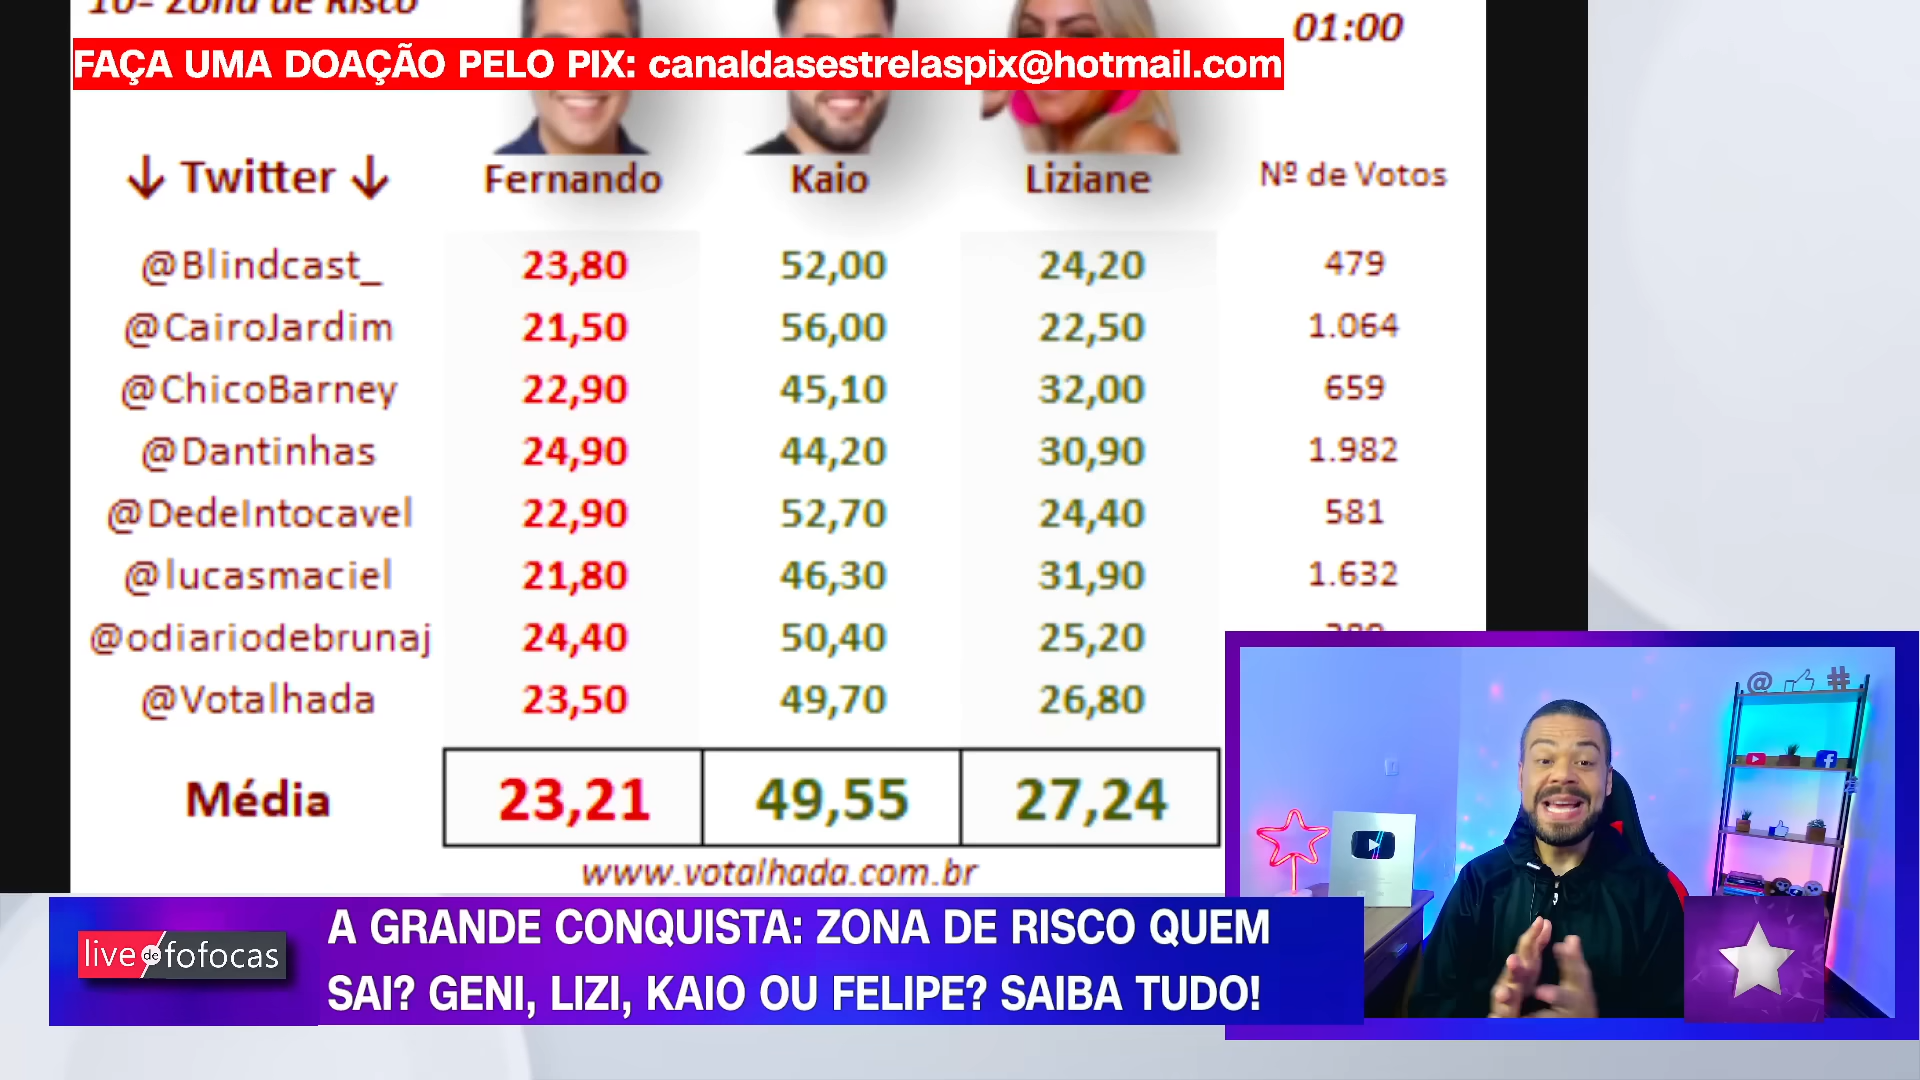 10ª Zona de Risco
01:00
FAÇA UMA DOAÇÃO PELO PIX: canaldasestrelaspix@hotmail.com
↓ Twitter ↓ Fernando Kaio Liziane Nº de Votos
@Blindcast_ 23,80 52,00 24,20 479
@CairoJardim 21,50 56,00 22,50 1.064
@ChicoBarney 22,90 45,10 32,00 659
@Dantinhas 24,90 44,20 30,90 1.982
@DedeIntocavel 22,90 52,70 24,40 581
@lucasmaciel 21,80 46,30 31,90 1.632
@odiariodebrunaj 24,40 50,40 25,20
@Votalhada 23,50 49,70 26,80
Média 23,21 49,55 27,24
www.votalhada.com.br
live de fofocas
A GRANDE CONQUISTA: ZONA DE RISCO QUEM
SAI? GENI, LIZI, KAIO OU FELIPE? SAIBA TUDO!